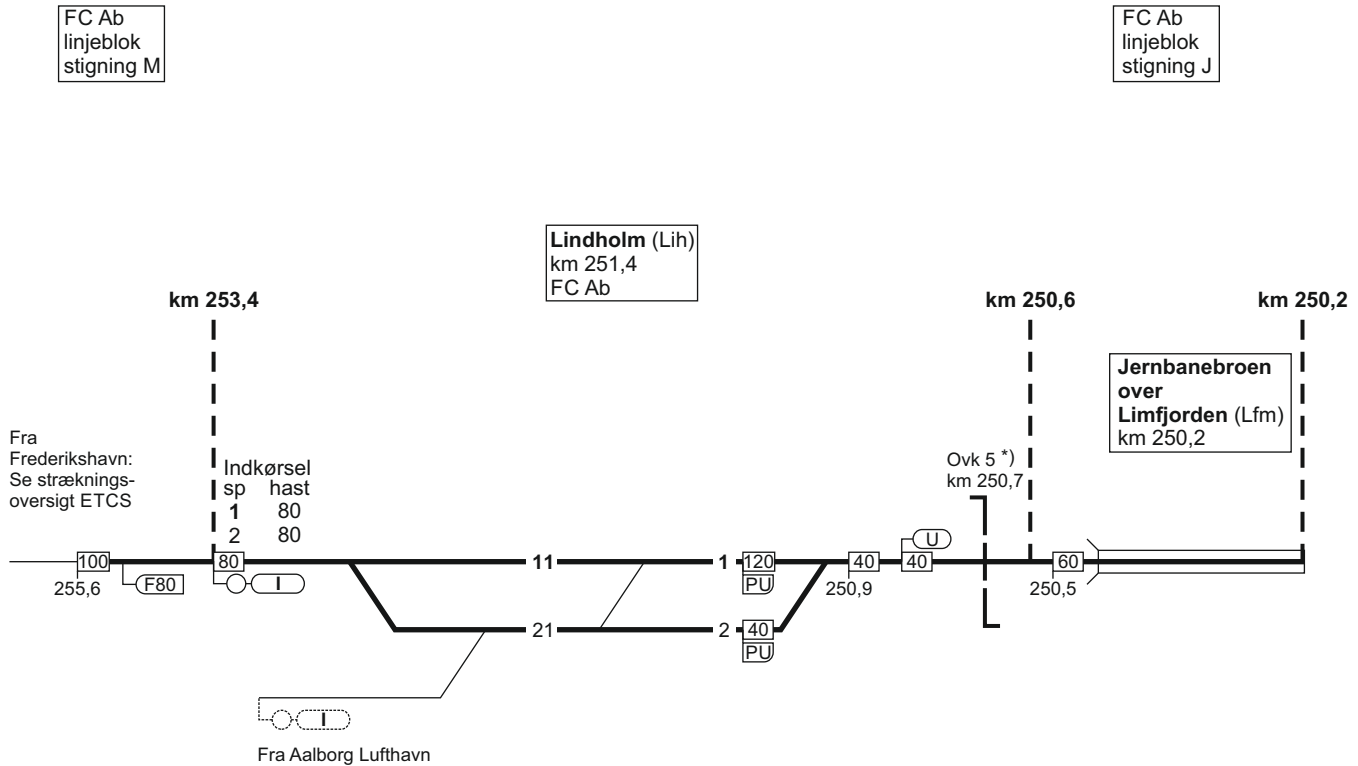 FC Ab
linjeblok
stigning M
FC Ab
linjeblok
stigning J
Lindholm (Lih)
km 251,4
FC Ab
km 253,4
km 250,6
km 250,2
Jernbanebroen
over
Limfjorden (Lfm)
km 250,2
Fra
Frederikshavn:
Se stræknings-
oversigt ETCS
Indkørsel
sp hast
1 80
2 80
Ovk 5 *)
km 250,7
U
100 80 11 1 120 40 40 60
255,6 F80 I PU 250,9 250,5
21 2 40
PU
I
Fra Aalborg Lufthavn